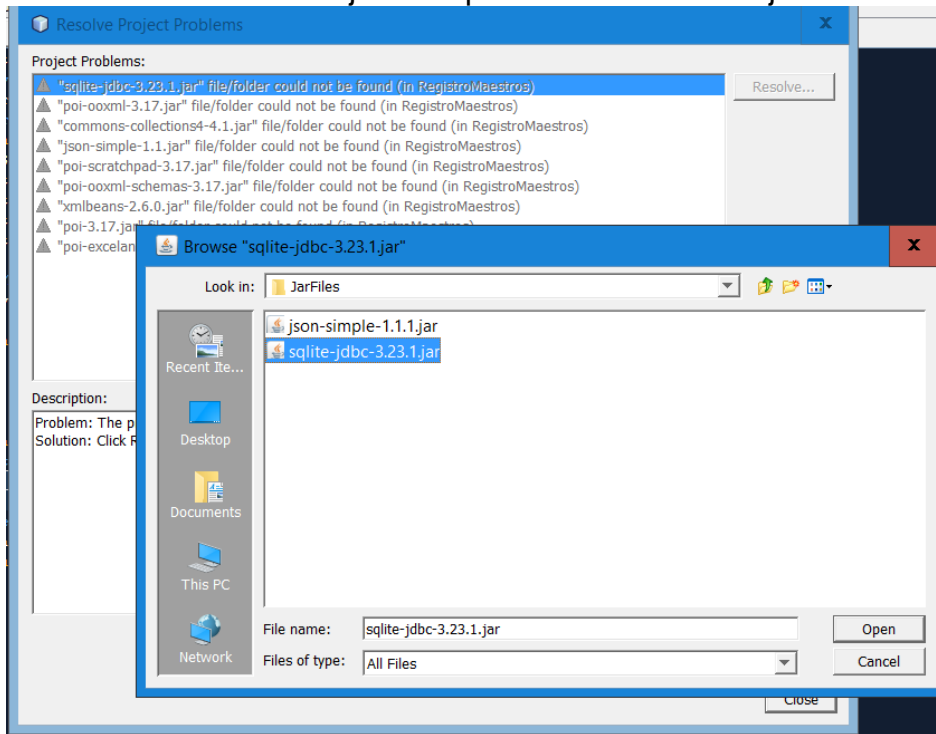 Resolve Project Problems
x
Project Problems:
"sqlite-jdbc-3.23.1.jar" file/folder could not be found (in RegistroMaestros)
Resolve...
"poi-ooxml-3.17.jar" file/folder could not be found (in RegistroMaestros)
"commons-collections4-4.1.jar" file/folder could not be found (in RegistroMaestros)
"json-simple-1.1.jar" file/folder could not be found (in RegistroMaestros)
"poi-scratchpad-3.17.jar" file/folder could not be found (in RegistroMaestros)
"poi-ooxml-schemas-3.17.jar" file/folder could not be found (in RegistroMaestros)
"xmlbeans-2.6.0.jar" file/folder could not be found (in RegistroMaestros)
"poi-3.17.jar" file/folder could not be found (in RegistroMaestros)
"poi-excelan
Browse "sqlite-jdbc-3.23.1.jar"
x
Look in:
JarFiles
json-simple-1.1.1.jar
sqlite-jdbc-3.23.1.jar
Recent Ite...
Desktop
Documents
This PC
Network
Description:
Problem: The p
Solution: Click R
File name:
sqlite-jdbc-3.23.1.jar
Open
Files of type:
All Files
Cancel
Close